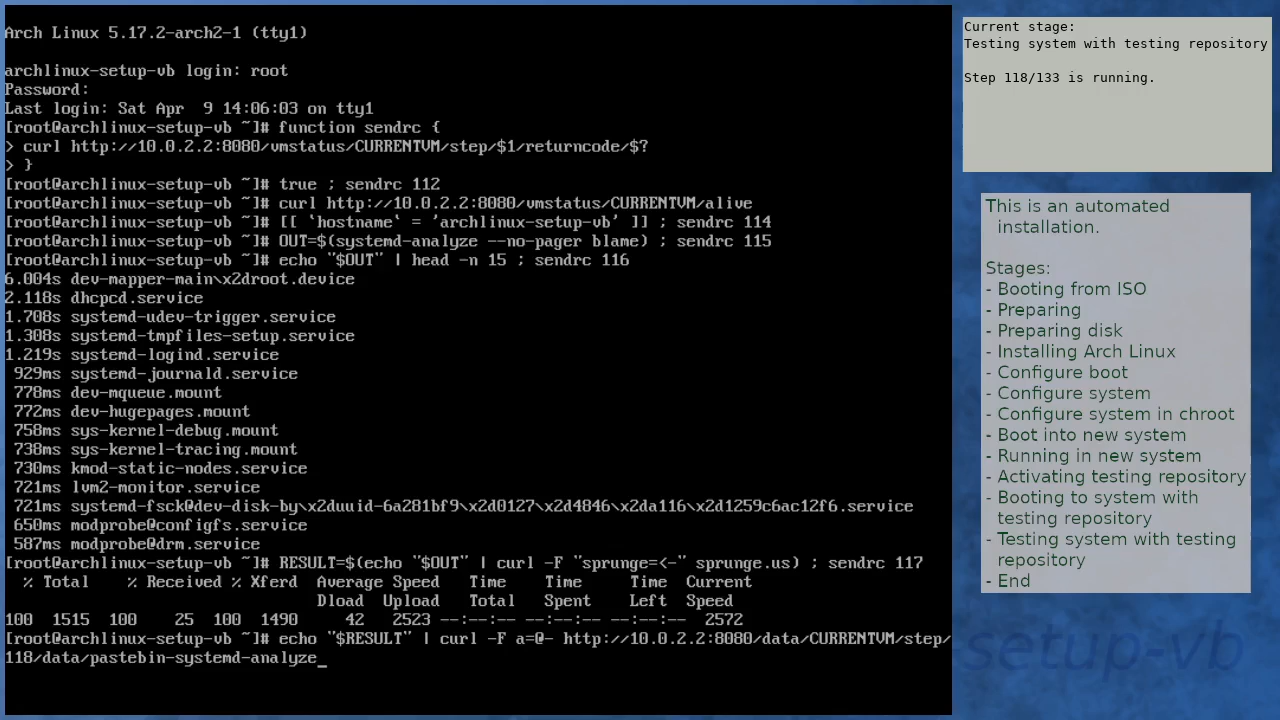 Arch Linux 5.17.2-arch2-1 (tty1)
archlinux-setup-vb login: root
Password:
Last login: Sat Apr  9 14:06:03 on tty1
[root@archlinux-setup-vb ~]# function sendrc {
> curl http://10.0.2.2:8080/vmstatus/CURRENTVM/step/$1/returncode/$?
> }
[root@archlinux-setup-vb ~]# true ; sendrc 112
[root@archlinux-setup-vb ~]# curl http://10.0.2.2:8080/vmstatus/CURRENTVM/alive
[root@archlinux-setup-vb ~]# [[ `hostname` = 'archlinux-setup-vb' ]] ; sendrc 114
[root@archlinux-setup-vb ~]# OUT=$(systemd-analyze --no-pager blame) ; sendrc 115
[root@archlinux-setup-vb ~]# echo "$OUT" | head -n 15 ; sendrc 116
6.004s dev-mapper-main\x2droot.device
2.118s dhcpcd.service
1.708s systemd-udev-trigger.service
1.308s systemd-tmpfiles-setup.service
1.219s systemd-logind.service
 929ms systemd-journald.service
 778ms dev-mqueue.mount
 772ms dev-hugepages.mount
 758ms sys-kernel-debug.mount
 738ms sys-kernel-tracing.mount
 730ms kmod-static-nodes.service
 721ms lvm2-monitor.service
 721ms systemd-fsck@dev-disk-by\x2duuid-6a281bf9\x2d0127\x2d4846\x2da116\x2d1259c6ac12f6.service
 650ms modprobe@configfs.service
 587ms modprobe@drm.service
[root@archlinux-setup-vb ~]# RESULT=$(echo "$OUT" | curl -F "sprunge=<-" sprunge.us) ; sendrc 117
  % Total    % Received % Xferd  Average Speed   Time    Time     Time  Current
                                 Dload  Upload   Total   Spent    Left  Speed
100  1515  100    25  100  1490     42   2523 --:--:-- --:--:-- --:--:--  2572
[root@archlinux-setup-vb ~]# echo "$RESULT" | curl -F a=@- http://10.0.2.2:8080/data/CURRENTVM/step/
118/data/pastebin-systemd-analyze_
Current stage:
Testing system with testing repository
Step 118/133 is running.
This is an automated
installation.
Stages:
- Booting from ISO
- Preparing
- Preparing disk
- Installing Arch Linux
- Configure boot
- Configure system
- Configure system in chroot
- Boot into new system
- Running in new system
- Activating testing repository
- Booting to system with
testing repository
- Testing system with testing
repository
- End
setup-vb